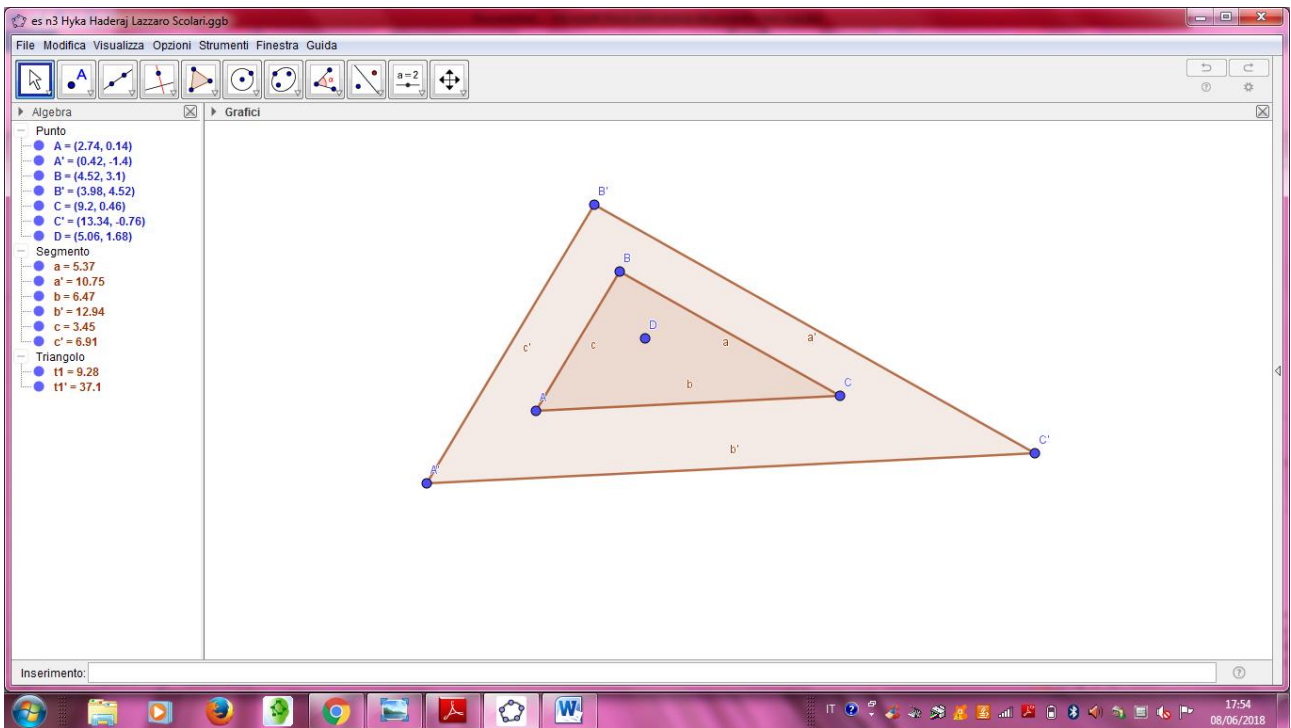 es n3 Hyka Haderaj Lazzaro Scolari.ggb
File Modifica Visualizza Opzioni Strumenti Finestra Guida
A
α
a = 2
Algebra
Grafici
Punto
A = (2.74, 0.14)
A' = (0.42, -1.4)
B = (4.52, 3.1)
B' = (3.98, 4.52)
C = (9.2, 0.46)
C' = (13.34, -0.76)
D = (5.06, 1.68)
Segmento
a = 5.37
a' = 10.75
b = 6.47
b' = 12.94
c = 3.45
c' = 6.91
Triangolo
t1 = 9.28
t1' = 37.1
B'
B
D
c'
c
a
a'
b
C
A
b'
C'
A'
Inserimento:
IT
17:54
08/06/2018